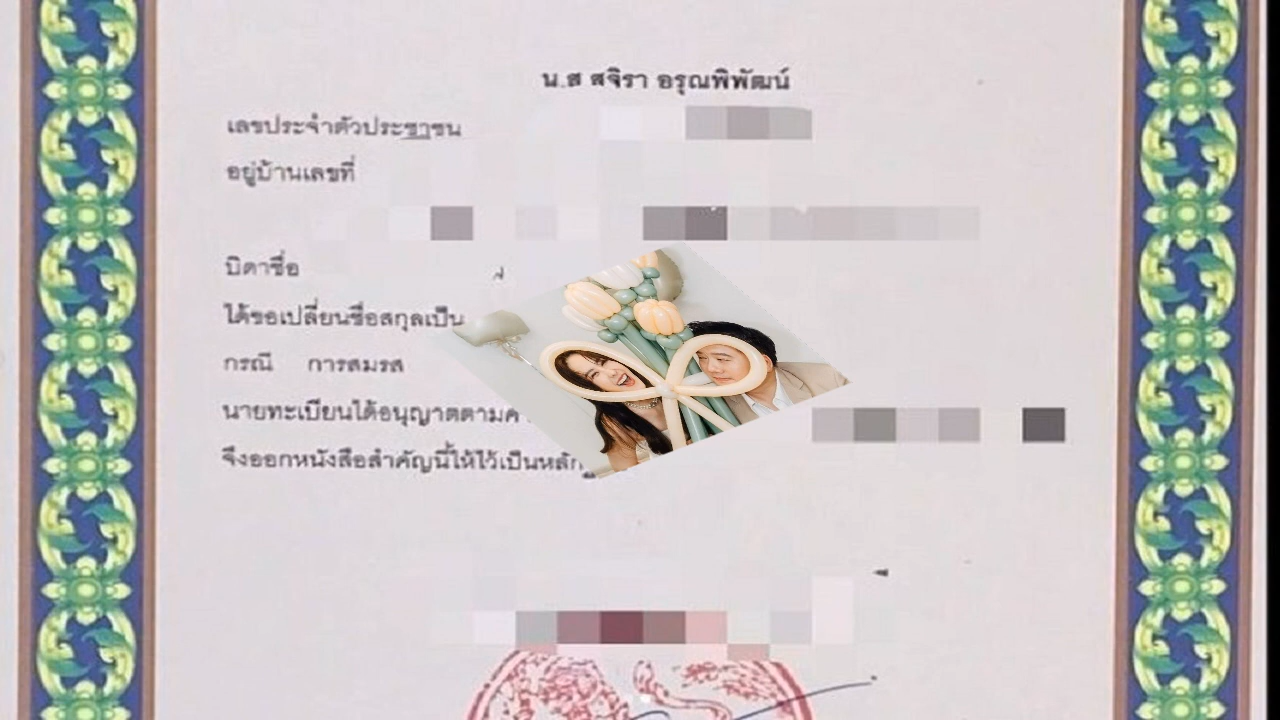 น.ส สจิรา อรุณพิพัฒน์
เลขประจำตัวประชาชน
อยู่บ้านเลขที่
บิดาชื่อ
ได้ขอเปลี่ยนชื่อสกุลเป็น
กรณี การสมรส
นายทะเบียนได้อนุญาตตามค
จึงออกหนังสือสำคัญนี้ให้ไว้เป็นหลัก